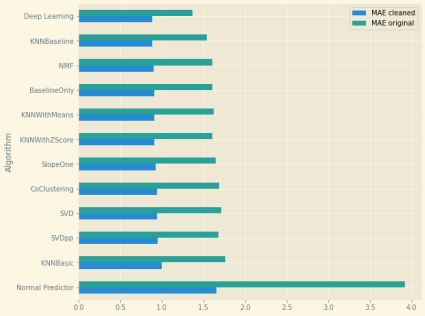 Deep Learning
KNNBaseline
NMF
BaselineOnly
KNNWithMeans
KNNWithZScore
SlopeOne
CoClustering
SVD
SVDpp
KNNBasic
Normal Predictor
Algorithm
MAE cleaned
MAE original
0.0 0.5 1.0 1.5 2.0 2.5 3.0 3.5 4.0